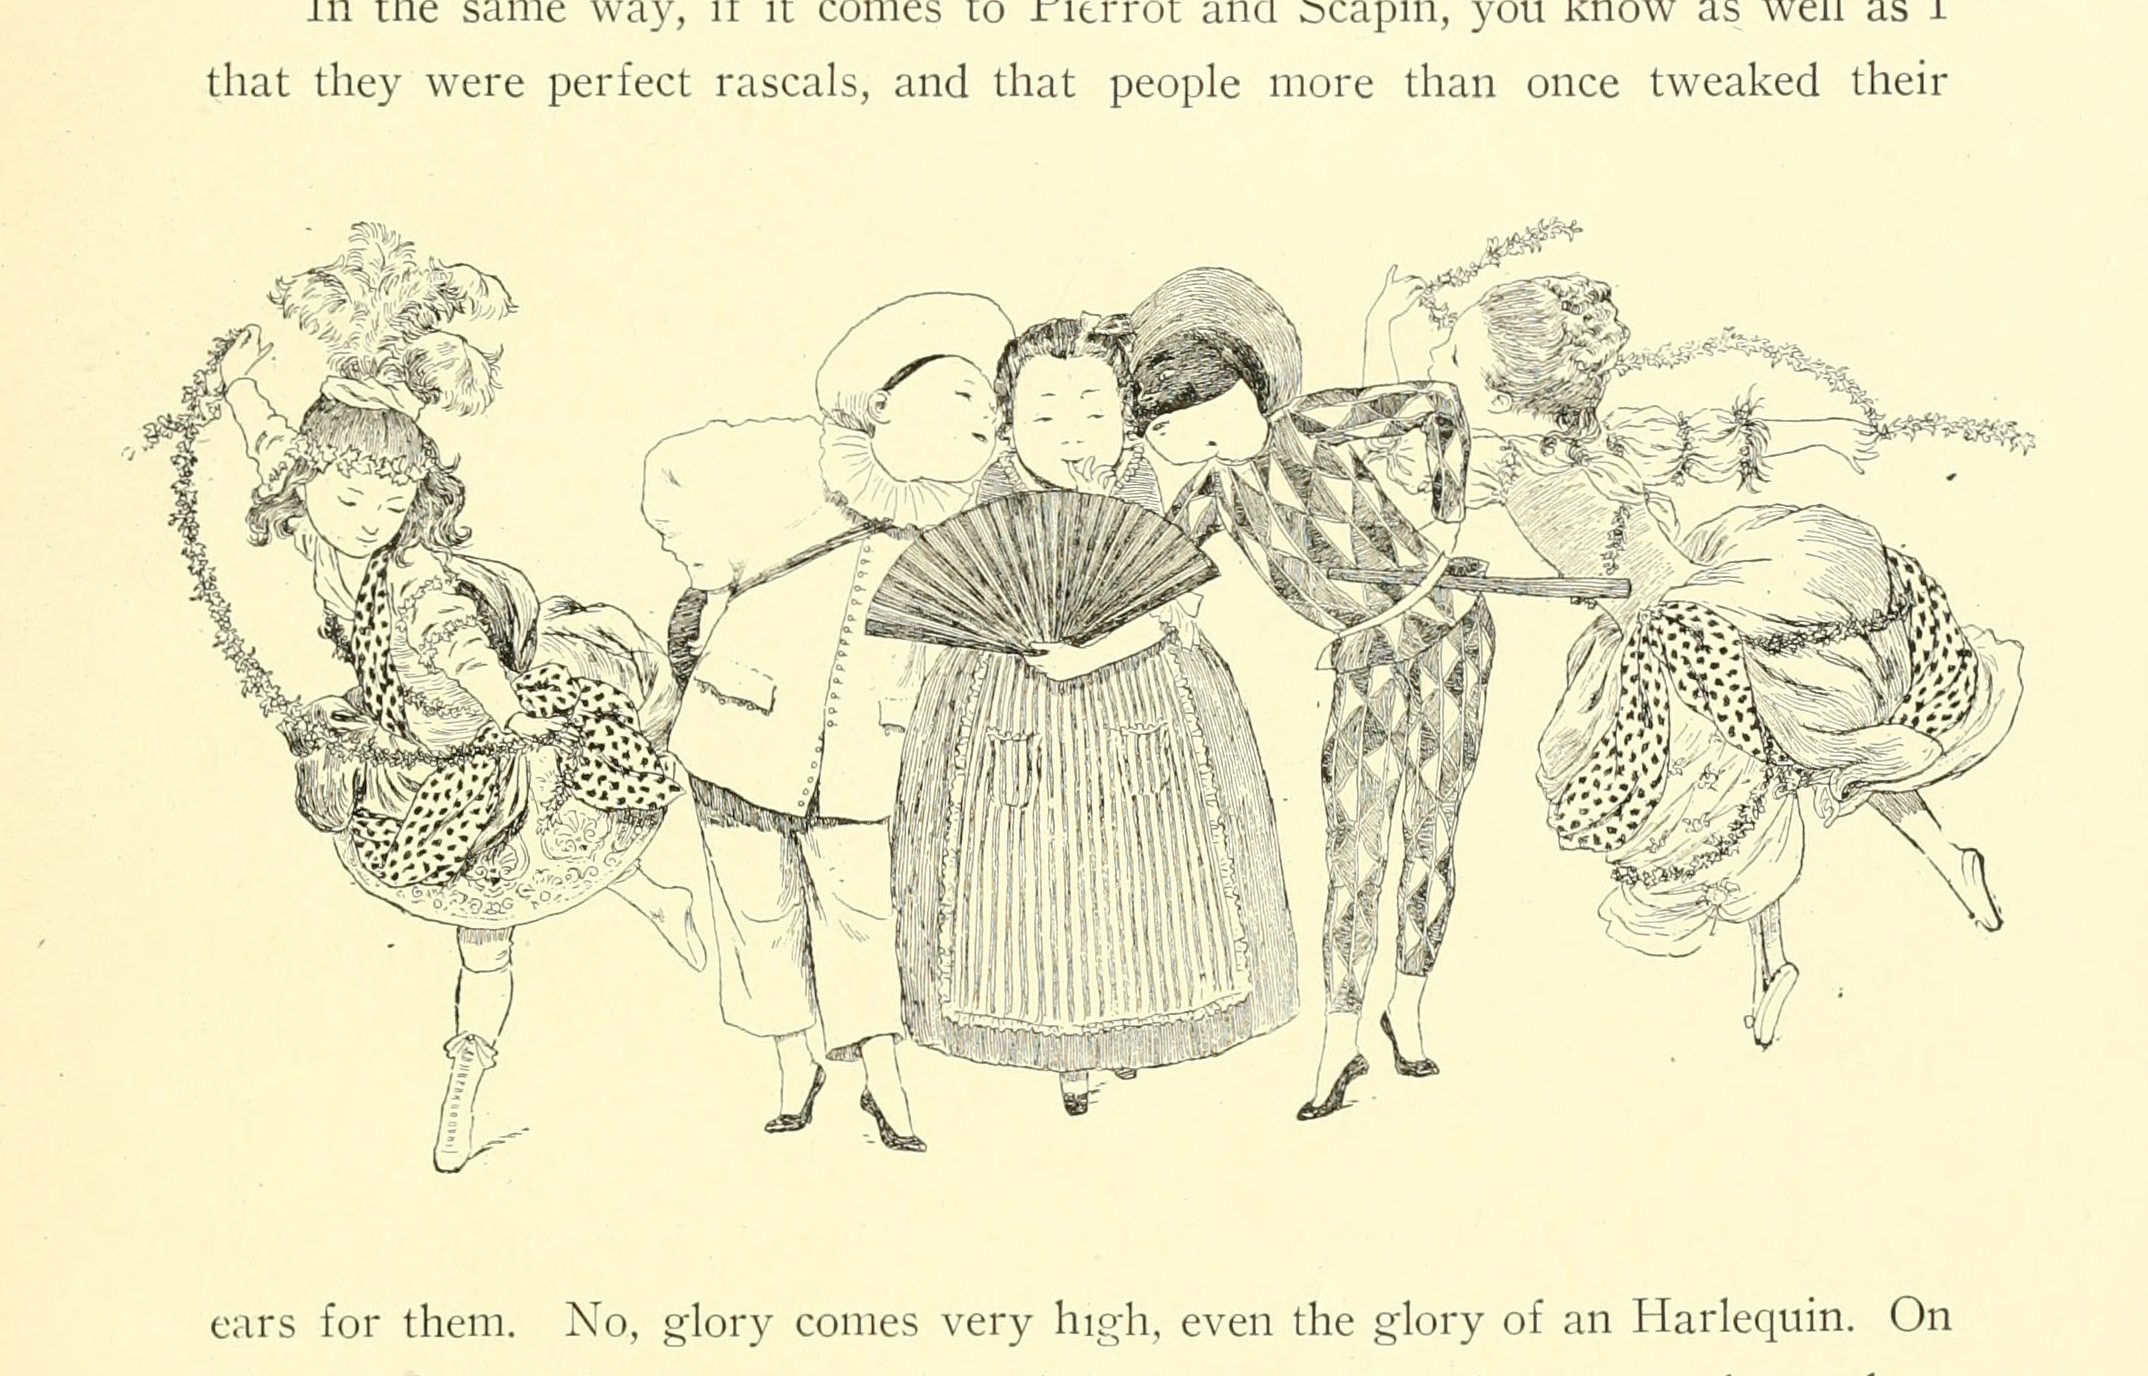 In the same way, if it comes to Pierrot and Scapin, you know as well as I
that they were perfect rascals, and that people more than once tweaked their
ears for them. No, glory comes very high, even the glory of an Harlequin. On